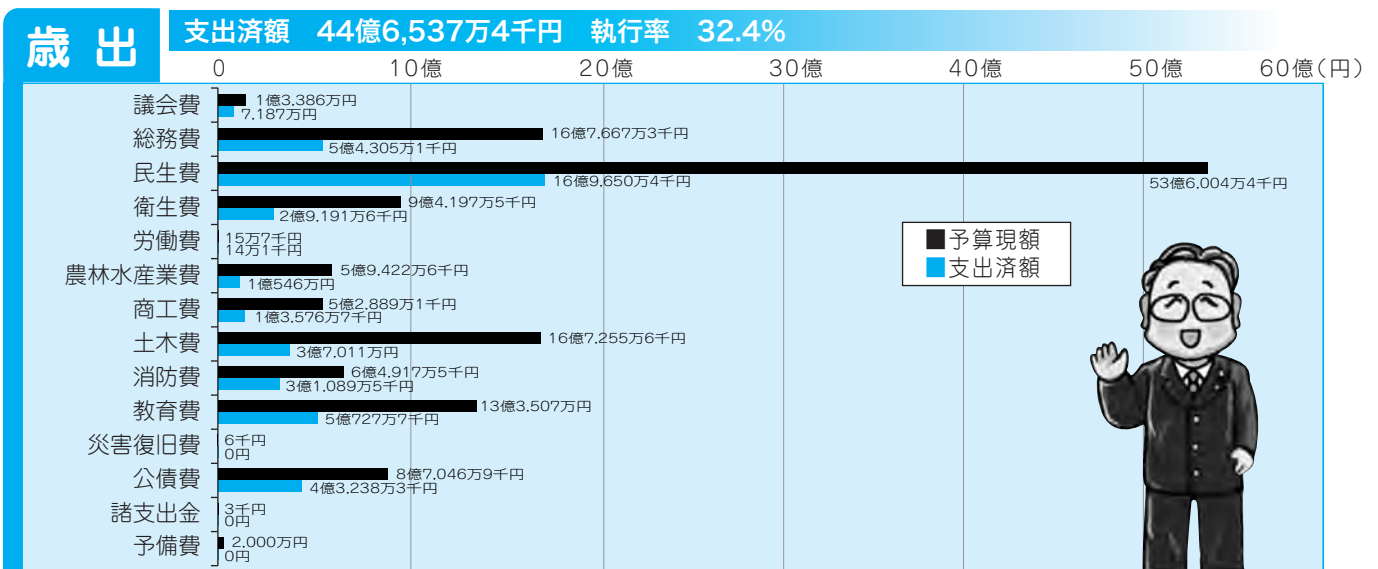 歳出
支出済額 44億6,537万4千円 執行率 32.4%
0 10億 20億 30億 40億 50億 60億(円)
議会費 1億3,386万円
7,187万円
総務費 16億7,667万3千円
5億4,305万1千円
民生費 53億6,004万4千円
16億9,650万4千円
衛生費 9億4,197万5千円
2億9,191万6千円
労働費 15万7千円
14万1千円
農林水産業費 5億9,422万6千円
1億546万円
商工費 5億2,889万1千円
1億3,576万7千円
土木費 16億7,255万6千円
3億7,011万円
消防費 6億4,917万5千円
3億1,089万5千円
教育費 13億3,507万円
5億727万7千円
災害復旧費 6千円
0円
公債費 8億7,046万9千円
4億3,238万3千円
諸支出金 3千円
0円
予備費 2,000万円
0円
■予算現額
■支出済額